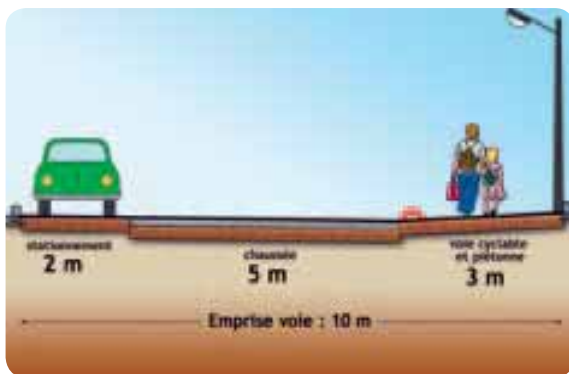 stationnement
2 m
chaussée
5 m
voie cyclable
et piétonne
3 m
Emprise voie : 10 m